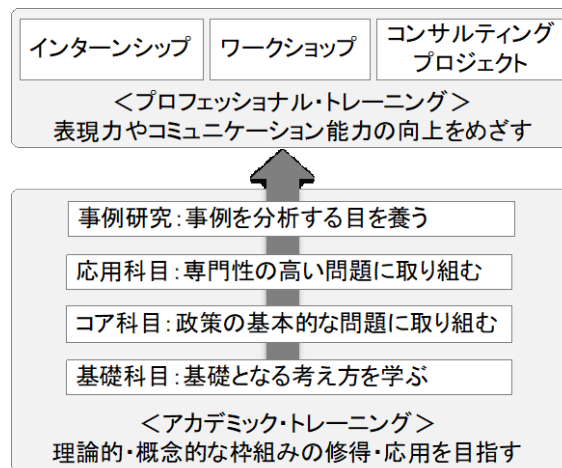 インターンシップ
ワークショップ
コンサルティング
プロジェクト
＜プロフェッショナル・トレーニング＞
表現力やコミュニケーション能力の向上をめざす
事例研究：事例を分析する目を養う
応用科目：専門性の高い問題に取り組む
コア科目：政策の基本的な問題に取り組む
基礎科目：基礎となる考え方を学ぶ
＜アカデミック・トレーニング＞
理論的・概念的な枠組みの修得・応用を目指す